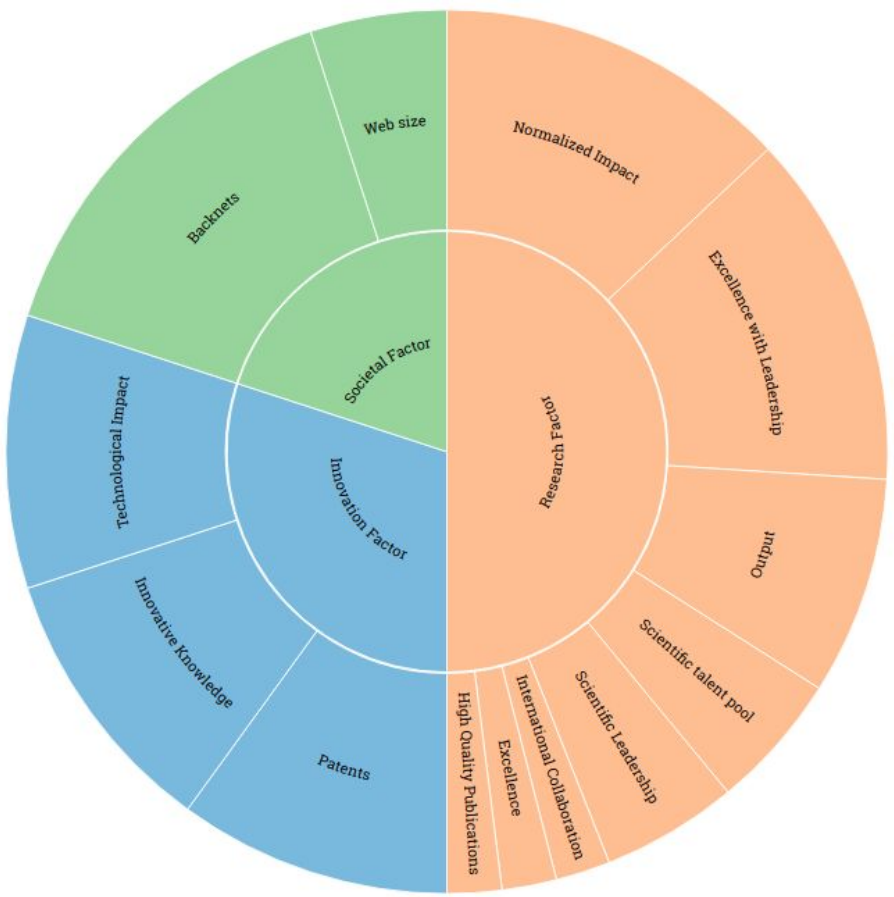 Web size
Normalized Impact
Backnets
Excellence with Leadership
Societal Factor
Research Factor
Technological Impact
Innovation Factor
Output
Innovative Knowledge
Scientific talent pool
Patents
High Quality Publications
Excellence
International Collaboration
Scientific Leadership